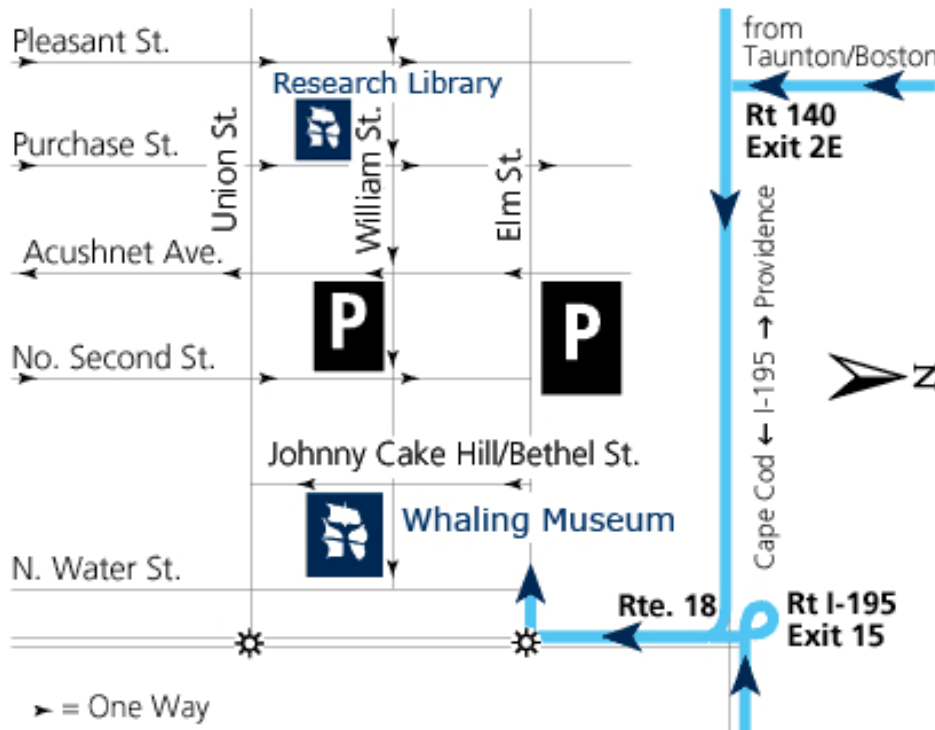 Pleasant St.
from
Taunton/Boston
Research Library
Rt 140
Exit 2E
Purchase St.
Union St.
William St.
Elm St.
Acushnet Ave.
P
P
No. Second St.
Cape Cod ← I-195 → Providence
N
Johnny Cake Hill/Bethel St.
Whaling Museum
N. Water St.
Rte. 18
Rt I-195
Exit 15
= One Way